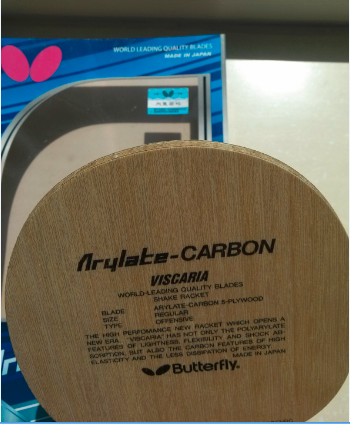 WORLD LEADING QUALITY BLADES
MADE IN JAPAN
Arylate-CARBON
VISCARIA
WORLD-LEADING QUALITY BLADES
SHAKE RACKET
BLADE ARYLATE-CARBON 5-PLYWOOD
SIZE REGULAR
TYPE OFFENSIVE
THE HIGH PERFOMANCE NEW RACKET WHICH OPENS A
NEW ERA. "VISCARIA" HAS NOT ONLY THE POLYARYLATE
FEATURES OF LIGHTNESS, FLEXIBILITY AND SHOCK AB-
SORPTION, BUT ALSO THE CARBON FEATURES OF HIGH
ELASTICITY AND THE LESS DISSIPATION OF ENERGY.
MADE IN JAPAN
Butterfly